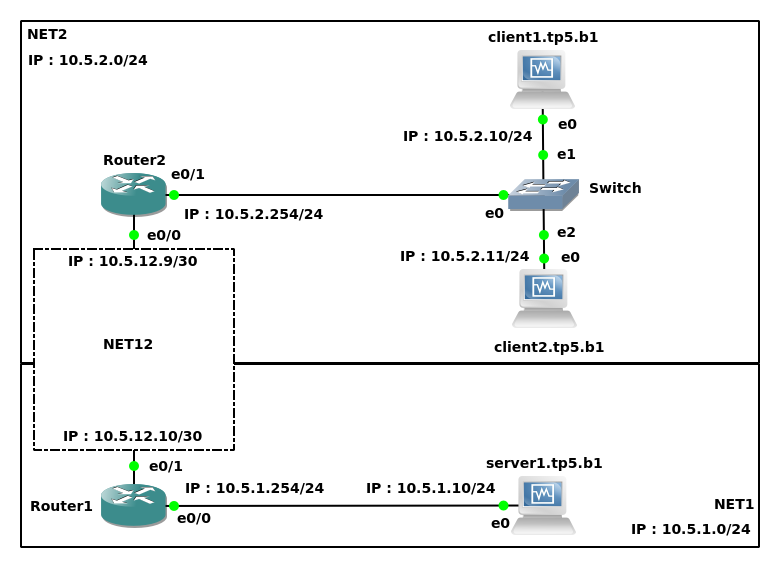 NET2
IP : 10.5.2.0/24
client1.tp5.b1
e0
IP : 10.5.2.10/24
e1
Router2
e0/1
Switch
IP : 10.5.2.254/24
e0
e0/0
e2
IP : 10.5.2.11/24
e0
IP : 10.5.12.9/30
NET12
client2.tp5.b1
IP : 10.5.12.10/30
e0/1
server1.tp5.b1
IP : 10.5.1.254/24
IP : 10.5.1.10/24
Router1
e0/0
e0
NET1
IP : 10.5.1.0/24